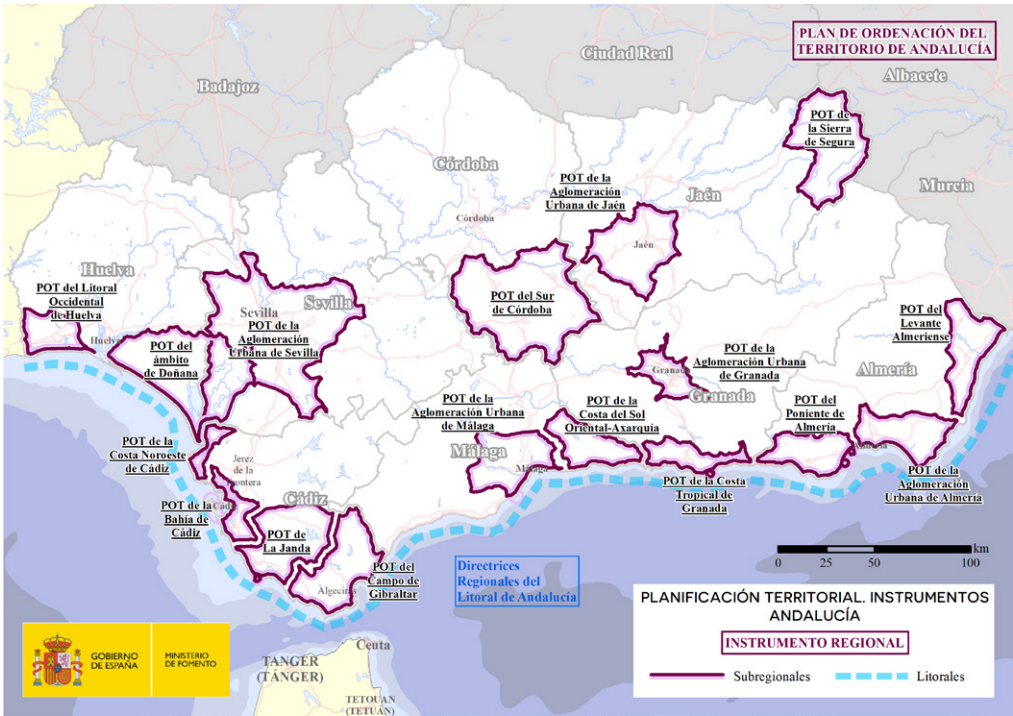 PLAN DE ORDENACIÓN DEL
TERRITORIO DE ANDALUCÍA
Ciudad Real
Albacete
Badajoz
POT de
la Sierra
de Segura
Córdoba
Murcia
POT de la
Aglomeración
Urbana de Jaén
Jaén
Córdoba
Jaén
Huelva
POT del Litoral
Occidental
de Huelva
Sevilla
Sevilla
POT de la
Aglomeración
Urbana de Sevilla
POT del Sur
de Córdoba
POT del
Levante
Almeriense
Huelva
POT del
ámbito
de Doñana
POT de la
Aglomeración Urbana
de Granada
Granada
Granada
Almería
POT de la
Aglomeración Urbana
de Málaga
POT de la
Costa del Sol
Oriental-Axarquía
POT del
Poniente de
Almería
POT de la
Costa Noroeste
de Cádiz
Jerez
de la
Frontera
Málaga
Málaga
POT de la Costa
Tropical de
Granada
POT de la
Aglomeración
Urbana de Almería
Cádiz
POT de la
Bahía de
Cádiz
Cádiz
POT de
La Janda
POT del
Campo de
Gibraltar
Algeciras
Directrices
Regionales del
Litoral de Andalucía
km
0 25 50 100
PLANIFICACIÓN TERRITORIAL. INSTRUMENTOS
ANDALUCÍA
INSTRUMENTO REGIONAL
Subregionales
Litorales
GOBIERNO
DE ESPAÑA
MINISTERIO
DE FOMENTO
Ceuta
TANGER
(TÁNGER)
TETOUAN
(TETUÁN)